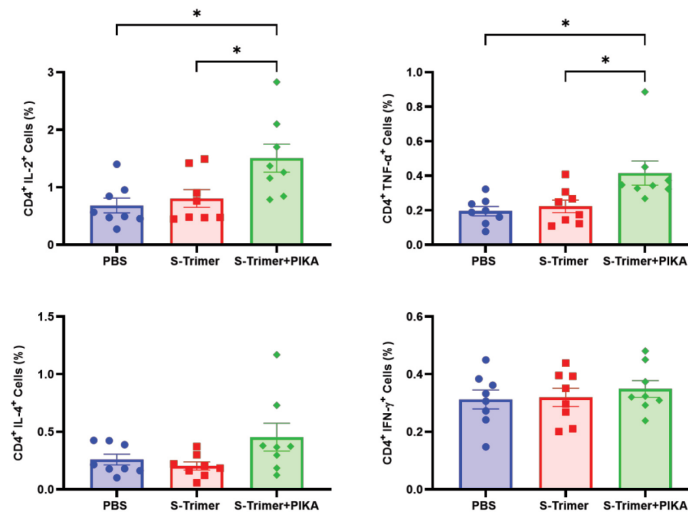 * *
* *
CD4⁺ IL-2⁺ Cells (%)
3
2
1
0
PBS S-Trimer S-Trimer+PIKA
CD4⁺ TNF-α⁺ Cells (%)
1.0
0.8
0.6
0.4
0.2
0.0
PBS S-Trimer S-Trimer+PIKA
CD4⁺ IL-4⁺ Cells (%)
1.5
1.0
0.5
0.0
PBS S-Trimer S-Trimer+PIKA
CD4⁺ IFN-γ⁺ Cells (%)
0.6
0.4
0.2
0.0
PBS S-Trimer S-Trimer+PIKA